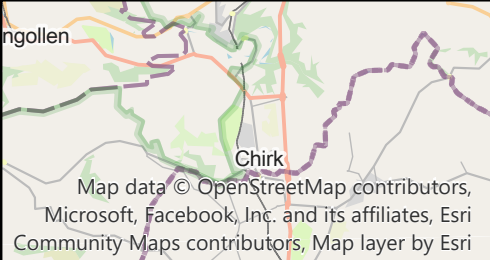 ngollen
Chirk
Map data © OpenStreetMap contributors,
Microsoft, Facebook, Inc. and its affiliates, Esri
Community Maps contributors, Map layer by Esri